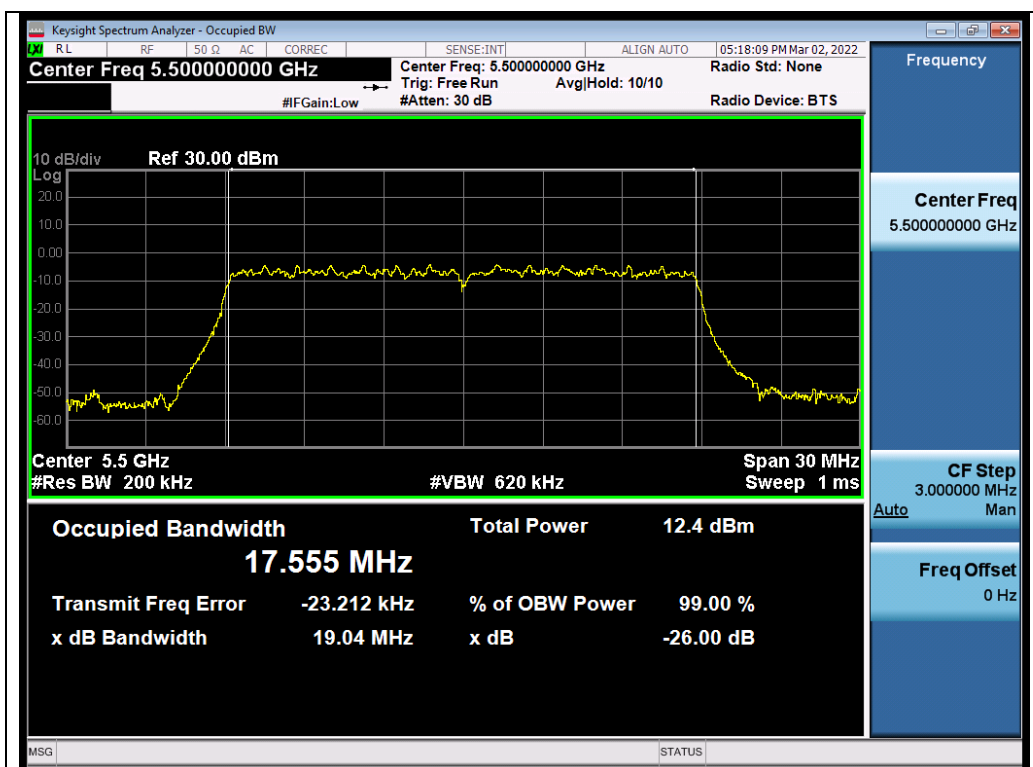 Keysight Spectrum Analyzer - Occupied BW
LXI RL RF 50 Ω AC CORREC SENSE:INT ALIGN AUTO 05:18:09 PM Mar 02, 2022
Center Freq 5.500000000 GHz
Center Freq: 5.500000000 GHz
Radio Std: None
Trig: Free Run Avg|Hold: 10/10
#IFGain:Low
#Atten: 30 dB
Radio Device: BTS
10 dB/div Ref 30.00 dBm
Log
20.0
10.0
0.00
-10.0
-20.0
-30.0
-40.0
-50.0
-60.0
Center 5.5 GHz Span 30 MHz
#Res BW 200 kHz #VBW 620 kHz Sweep 1 ms
Occupied Bandwidth Total Power 12.4 dBm
17.555 MHz
Transmit Freq Error -23.212 kHz % of OBW Power 99.00 %
x dB Bandwidth 19.04 MHz x dB -26.00 dB
Frequency
Center Freq
5.500000000 GHz
CF Step
3.000000 MHz
Auto Man
Freq Offset
0 Hz
MSG STATUS